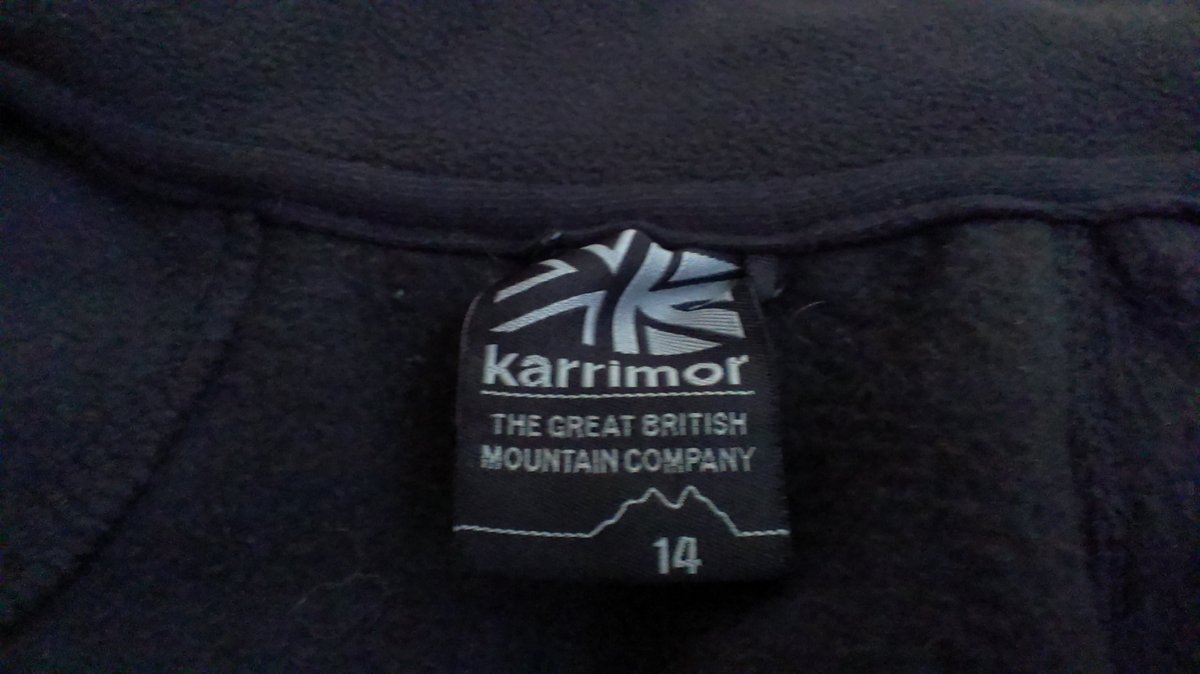 karrimor
THE GREAT BRITISH
MOUNTAIN COMPANY
14